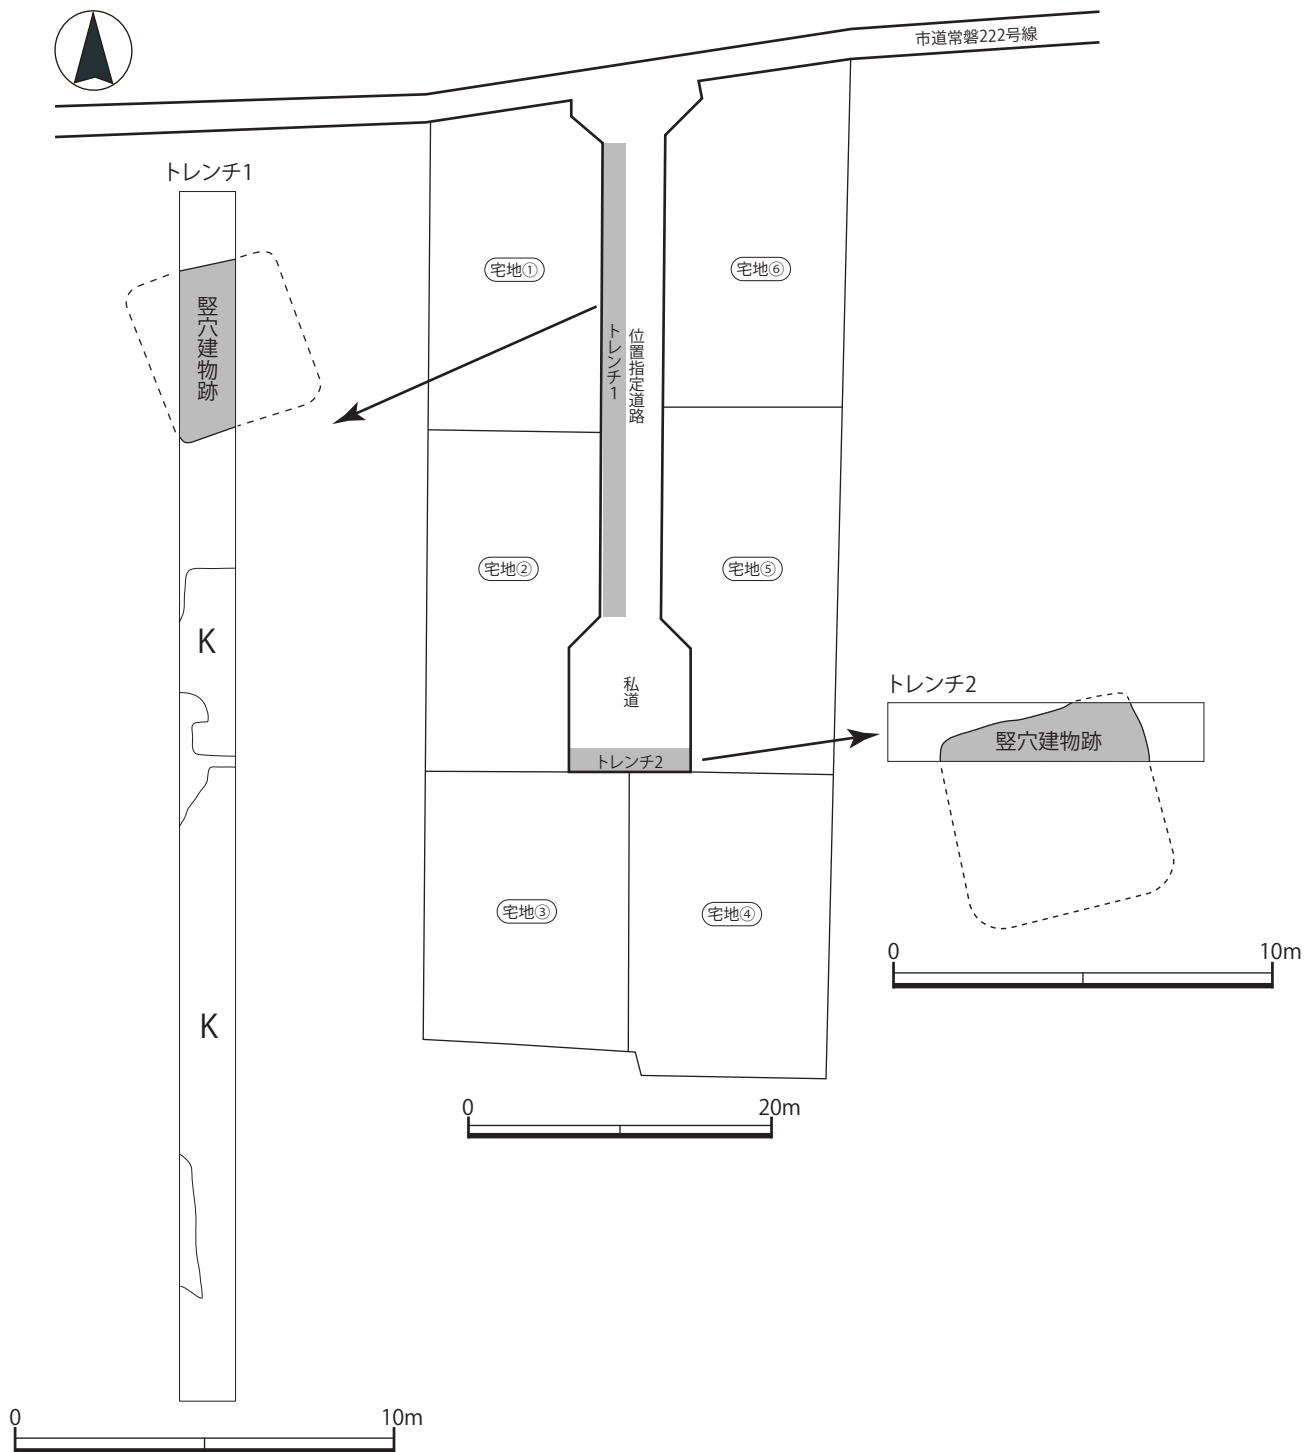 市道常磐222号線
トレンチ1
竪穴建物跡
K
K
0 10m
宅地①
宅地⑥
トレンチ1
位置指定道路
宅地②
宅地⑤
私道
トレンチ2
宅地③
宅地④
0 20m
トレンチ2
竪穴建物跡
0 10m